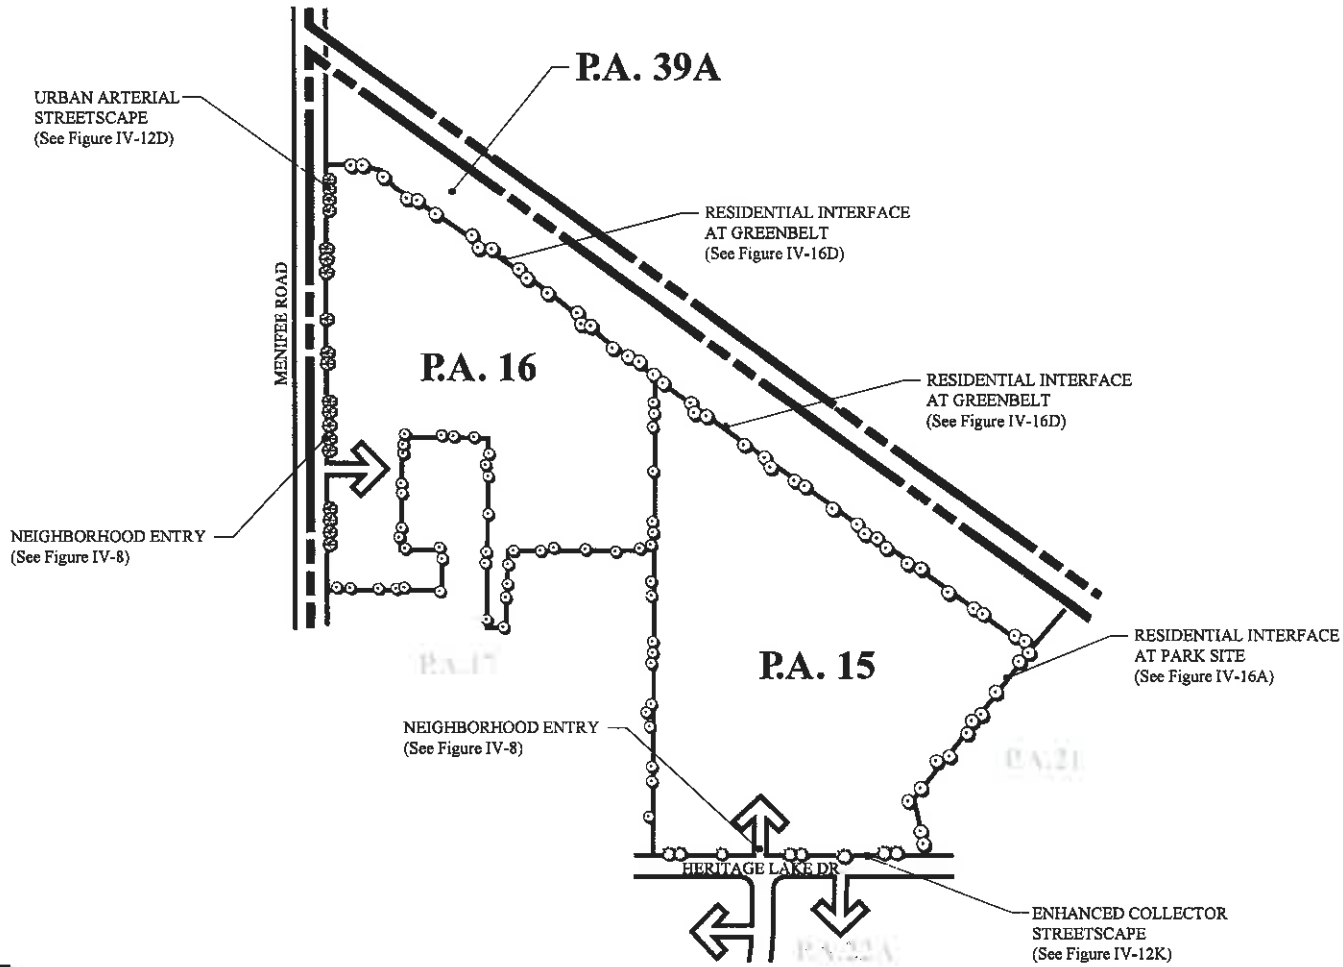 P.A. 39A
URBAN ARTERIAL
STREETSCAPE
(See Figure IV-12D)
RESIDENTIAL INTERFACE
AT GREENBELT
(See Figure IV-16D)
MENIFEE ROAD
P.A. 16
RESIDENTIAL INTERFACE
AT GREENBELT
(See Figure IV-16D)
NEIGHBORHOOD ENTRY
(See Figure IV-8)
P.A. 17
P.A. 15
RESIDENTIAL INTERFACE
AT PARK SITE
(See Figure IV-16A)
NEIGHBORHOOD ENTRY
(See Figure IV-8)
P.A. 21
HERITAGE LAKE DR
ENHANCED COLLECTOR
STREETSCAPE
(See Figure IV-12K)
P.A. 22A